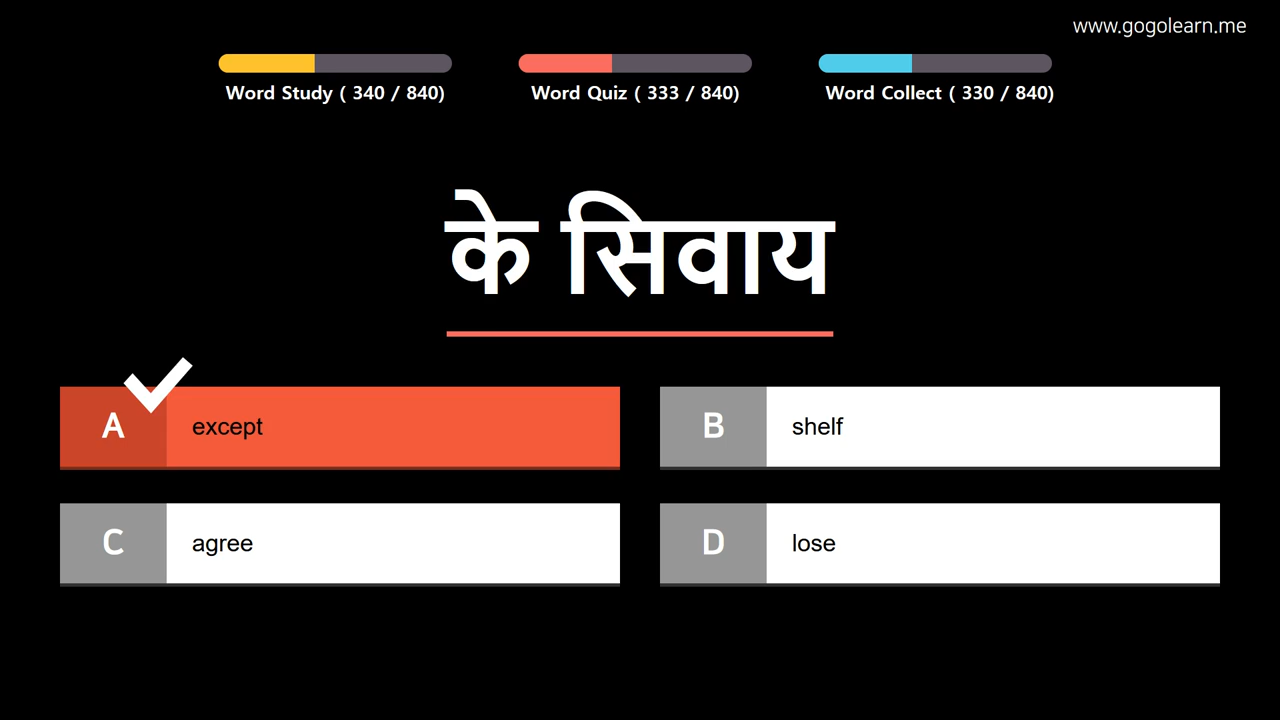 www.gogolearn.me
Word Study ( 340 / 840)
Word Quiz ( 333 / 840)
Word Collect ( 330 / 840)
के सिवाय
A except
B shelf
C agree
D lose